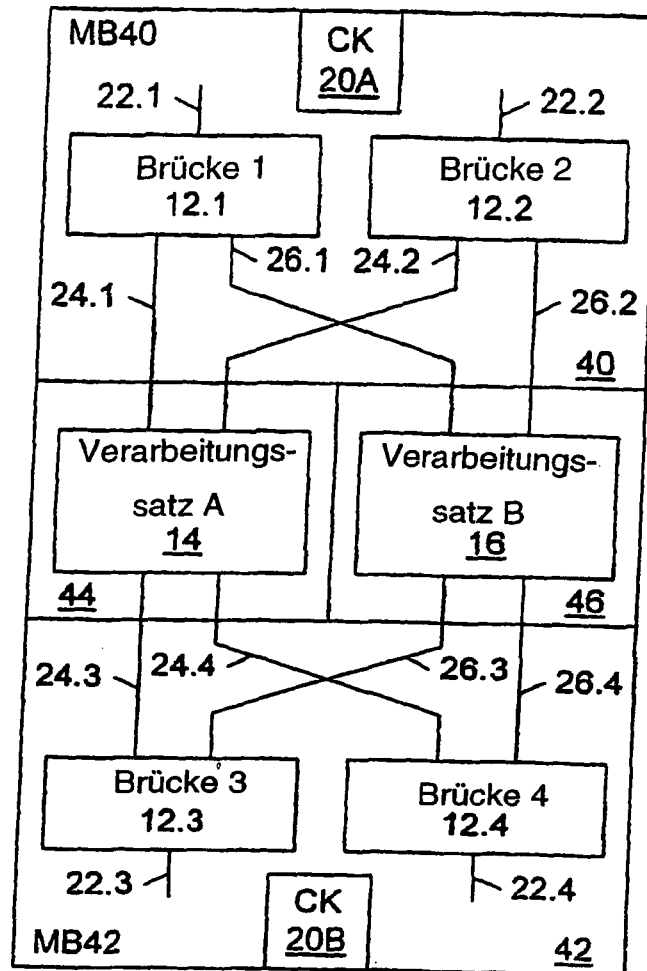 MB40
CK
20A
22.1
22.2
Brücke 1
12.1
Brücke 2
12.2
26.1
24.2
24.1
26.2
40
Verarbeitungs-
satz A
14
Verarbeitungs-
satz B
16
44
46
24.3
24.4
26.3
26.4
Brücke 3
12.3
Brücke 4
12.4
22.3
22.4
CK
20B
MB42
42